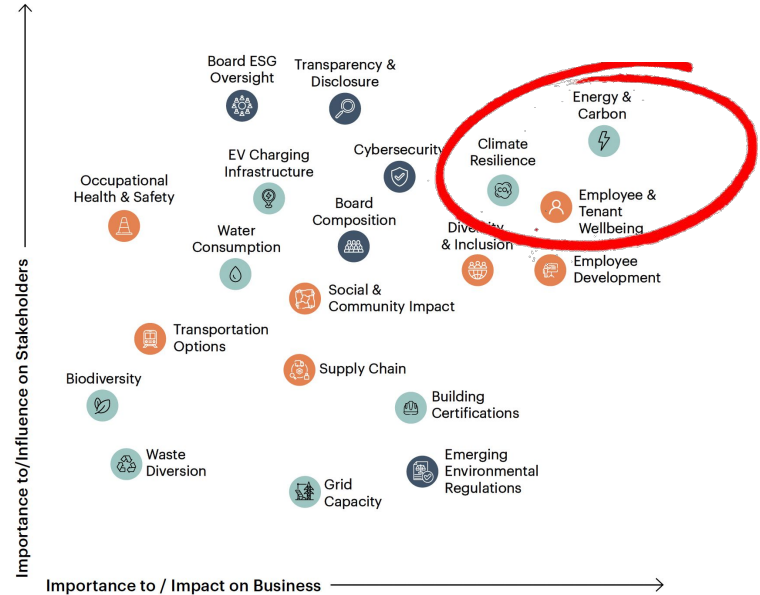 Board ESG
Oversight
Transparency &
Disclosure
Energy &
Carbon
Climate
Resilience
Cybersecurity
EV Charging
Infrastructure
Occupational
Health & Safety
Employee &
Tenant
Wellbeing
Board
Composition
Water
Consumption
Diversity
& Inclusion
Employee
Development
Social &
Community Impact
Transportation
Options
Supply Chain
Biodiversity
Building
Certifications
Waste
Diversion
Emerging
Environmental
Regulations
Grid
Capacity
Importance to/Influence on Stakeholders
Importance to / Impact on Business